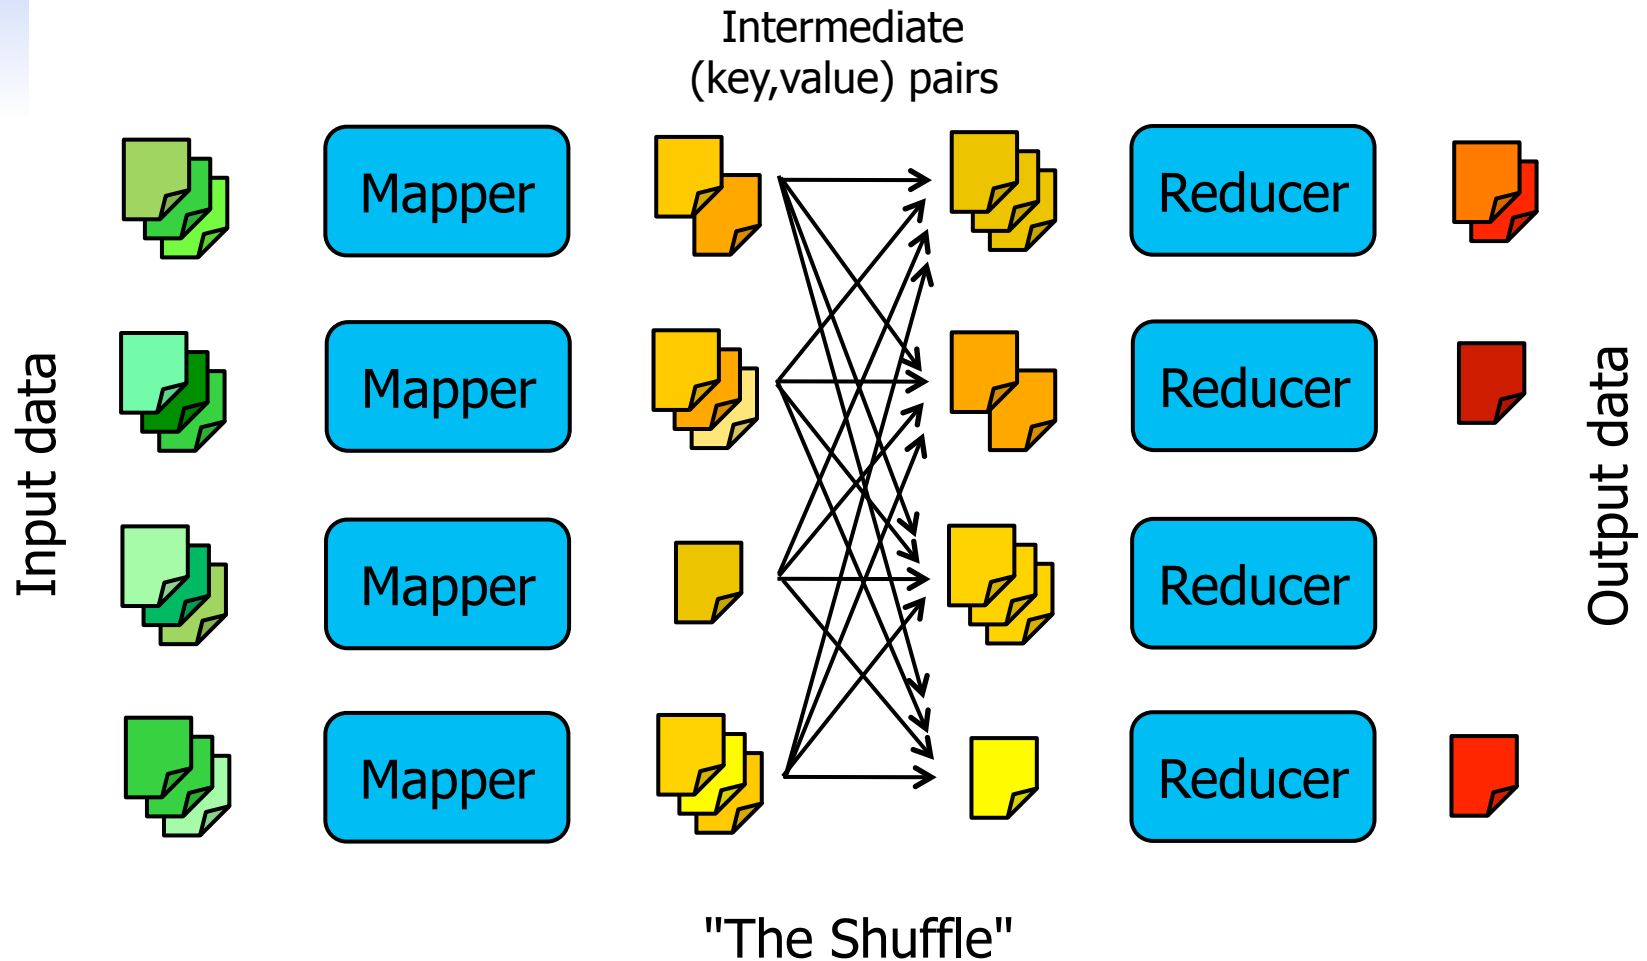 Intermediate
(key,value) pairs
Mapper
Reducer
Mapper
Reducer
Input data
Output data
Mapper
Reducer
Mapper
Reducer
"The Shuffle"